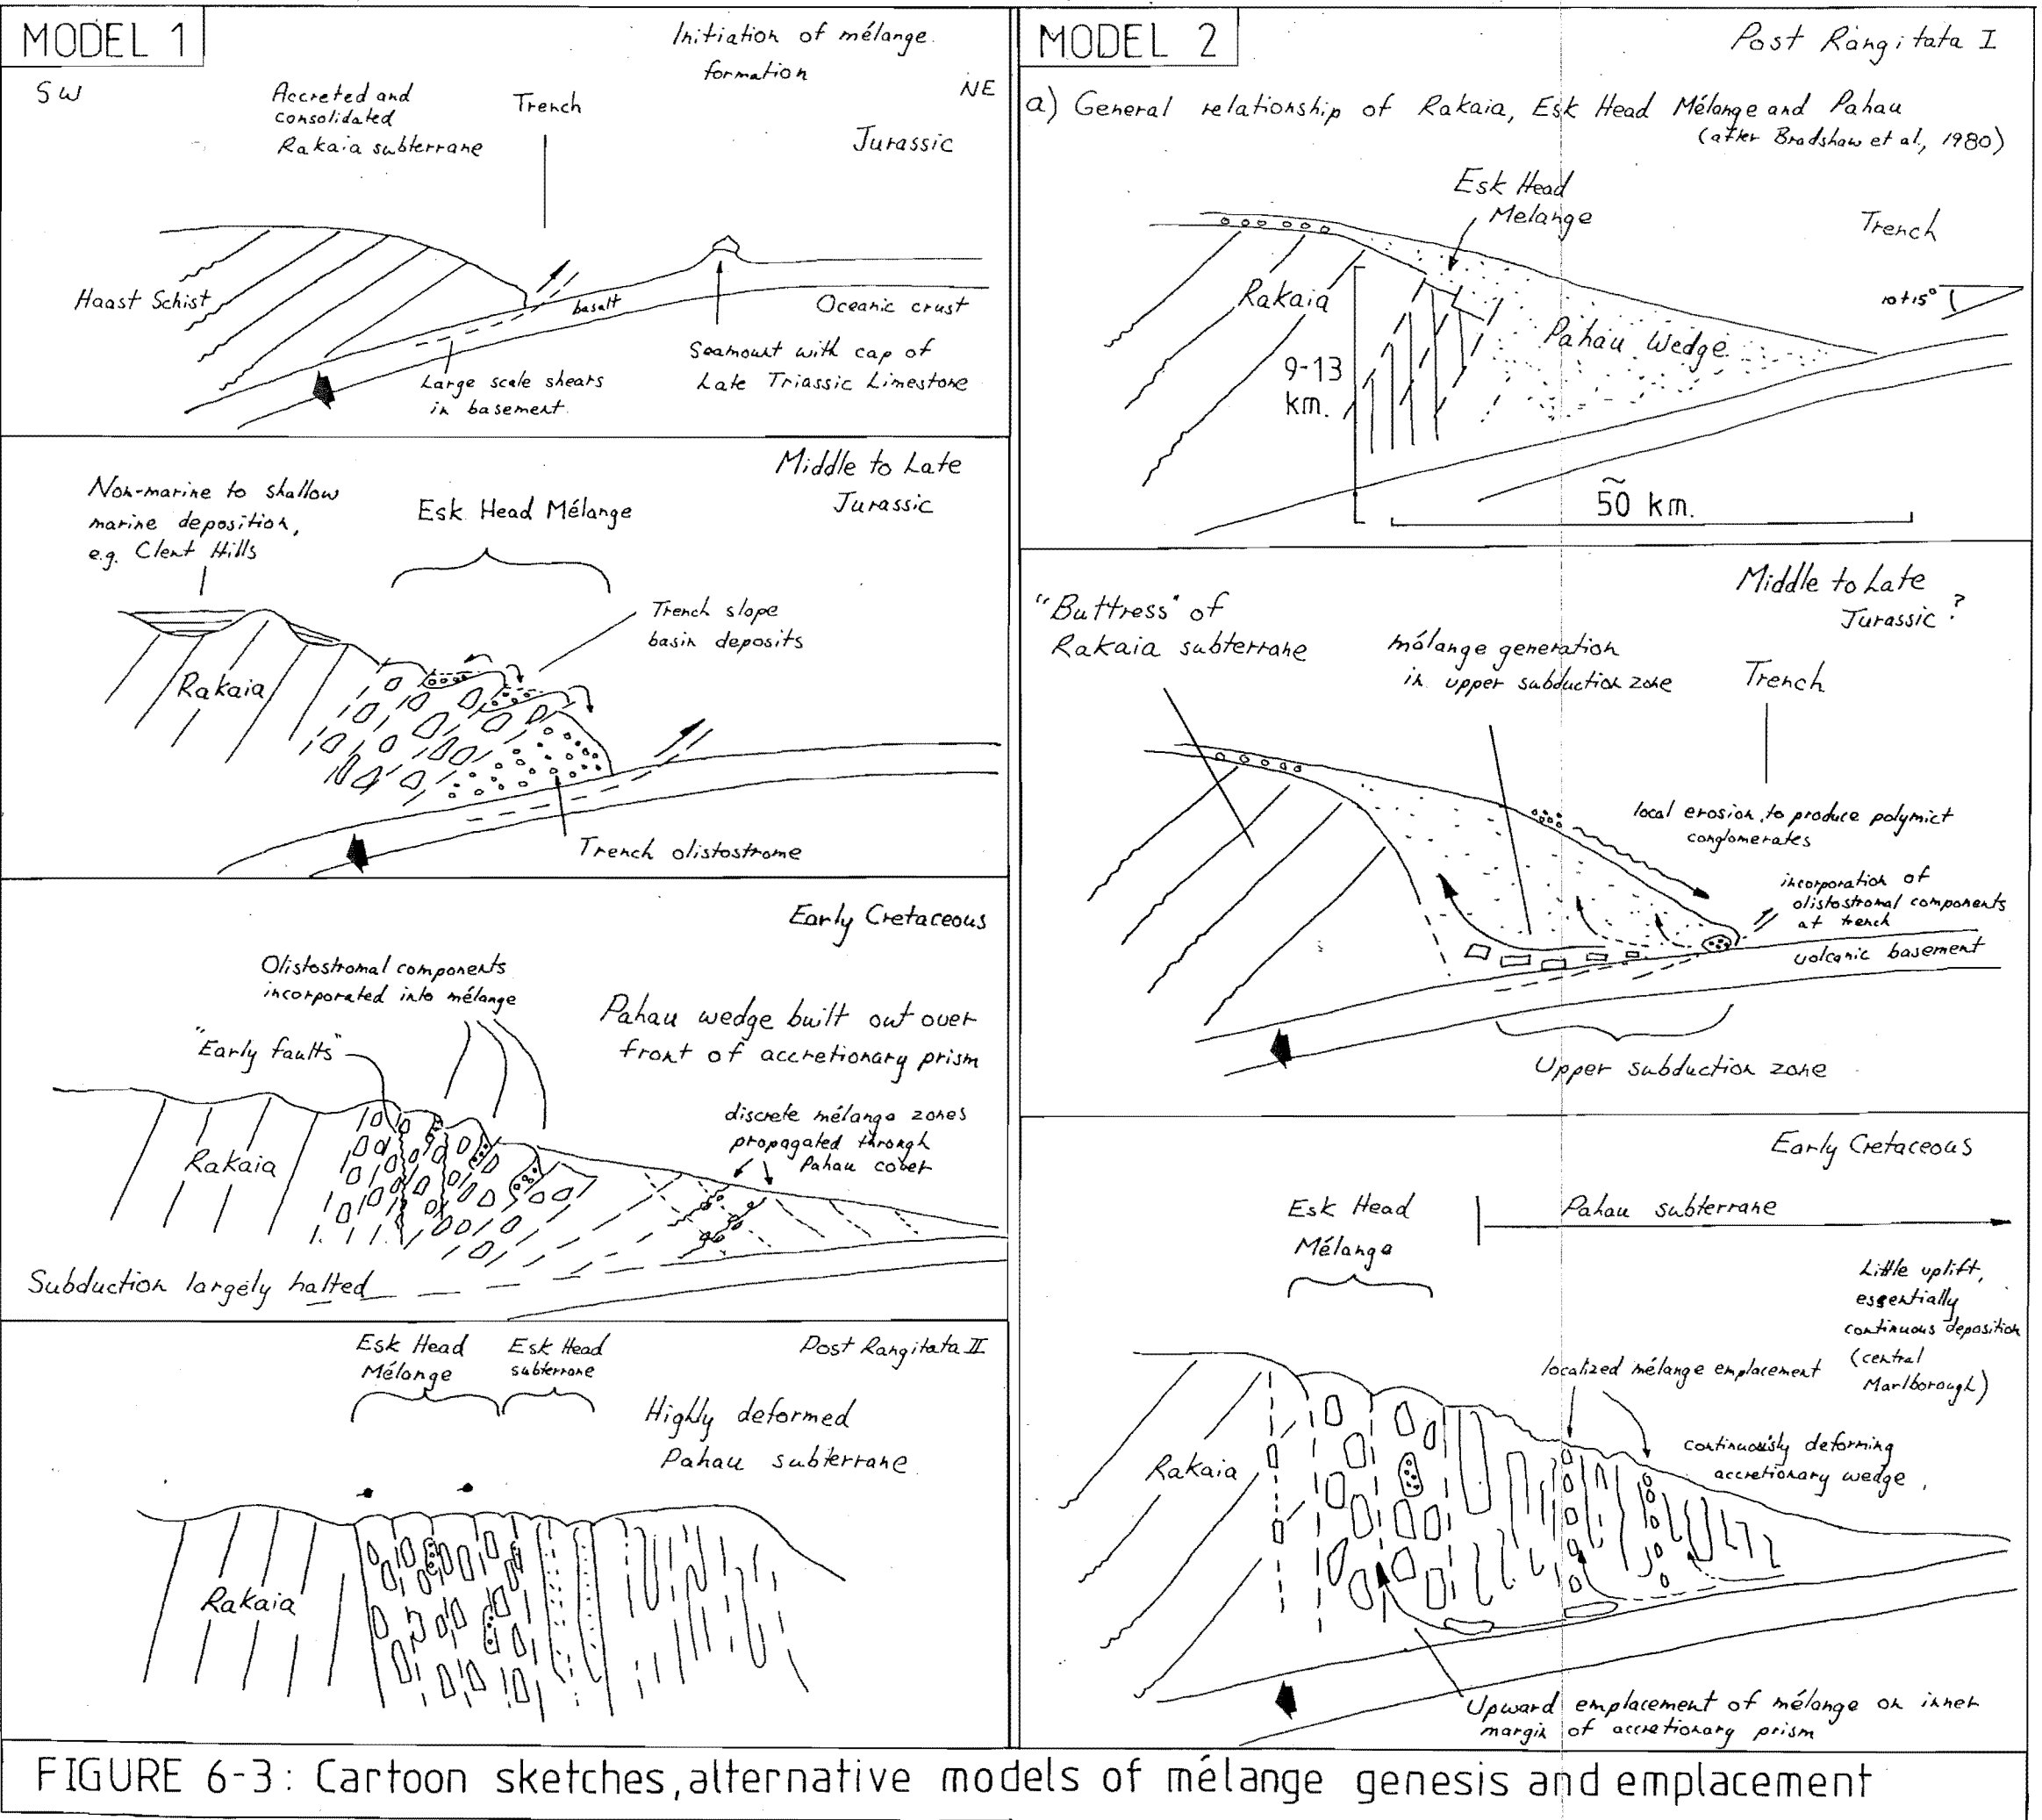 MODEL 1
Initiation of mélange
formation
SW
NE
Accreted and
consolidated
Rakaia subterrane
Trench
Jurassic
Haast Schist
basalt
Oceanic crust
Large scale shears
in basement.
Seamount with cap of
Late Triassic Limestone
Middle to Late
Jurassic
Non-marine to shallow
marine deposition,
e.g. Clent Hills
Esk Head Mélange
Trench slope
basin deposits
Rakaia
Trench olistostrome
Early Cretaceous
Olistostromal components
incorporated into mélange
"Early faults"
Pahau wedge built out over
front of accretionary prism
discrete mélange zones
propagated through
Pahau cover
Rakaia
Subduction largely halted
Esk Head
Mélange
Esk Head
subterrane
Post Rangitata II
Highly deformed
Pahau subterrane
Rakaia
MODEL 2
Post Rangitata I
a) General relationship of Rakaia, Esk Head Mélange and Pahau
(after Bradshaw et al., 1980)
Esk Head
Melange
Trench
Rakaia
10+15°
Pahau Wedge
9-13
km.
~
50 km.
Middle to Late
Jurassic?
"Buttress" of
Rakaia subterrane
mélange generation
in upper subduction zone
Trench
local erosion, to produce polymict
conglomerates
incorporation of
olistostromal components
at trench
volcanic basement
Upper subduction zone
Early Cretaceous
Esk Head
Mélange
Pahau subterrane
Little uplift,
essentially
continuous deposition
(central
Marlborough)
localized mélange emplacement
continuously deforming
accretionary wedge
Rakaia
Upward emplacement of mélange on inner
margin of accretionary prism
FIGURE 6-3: Cartoon sketches, alternative models of mélange genesis and emplacement